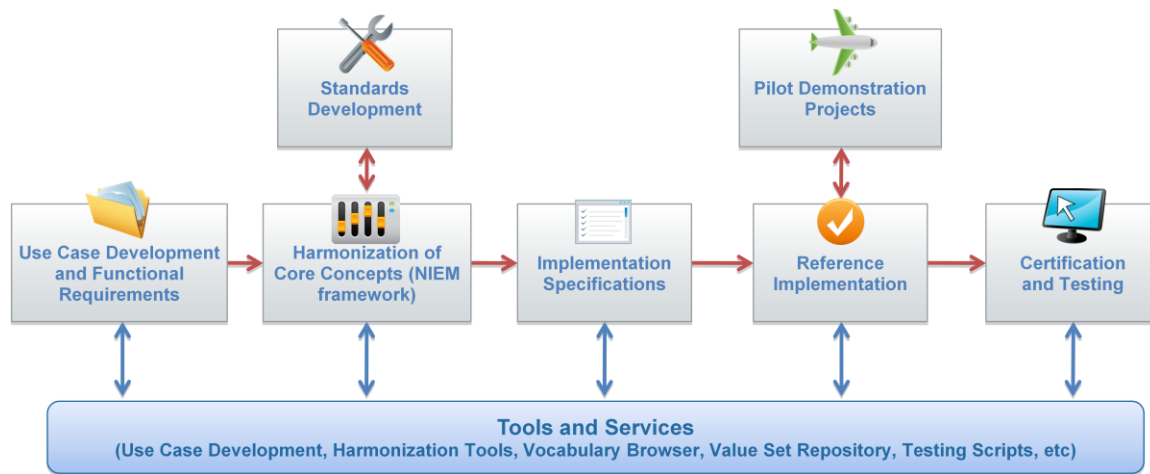 Standards
Development
Pilot Demonstration
Projects
Use Case Development
and Functional
Requirements
Harmonization of
Core Concepts (NIEM
framework)
Implementation
Specifications
Reference
Implementation
Certification
and Testing
Tools and Services
(Use Case Development, Harmonization Tools, Vocabulary Browser, Value Set Repository, Testing Scripts, etc)